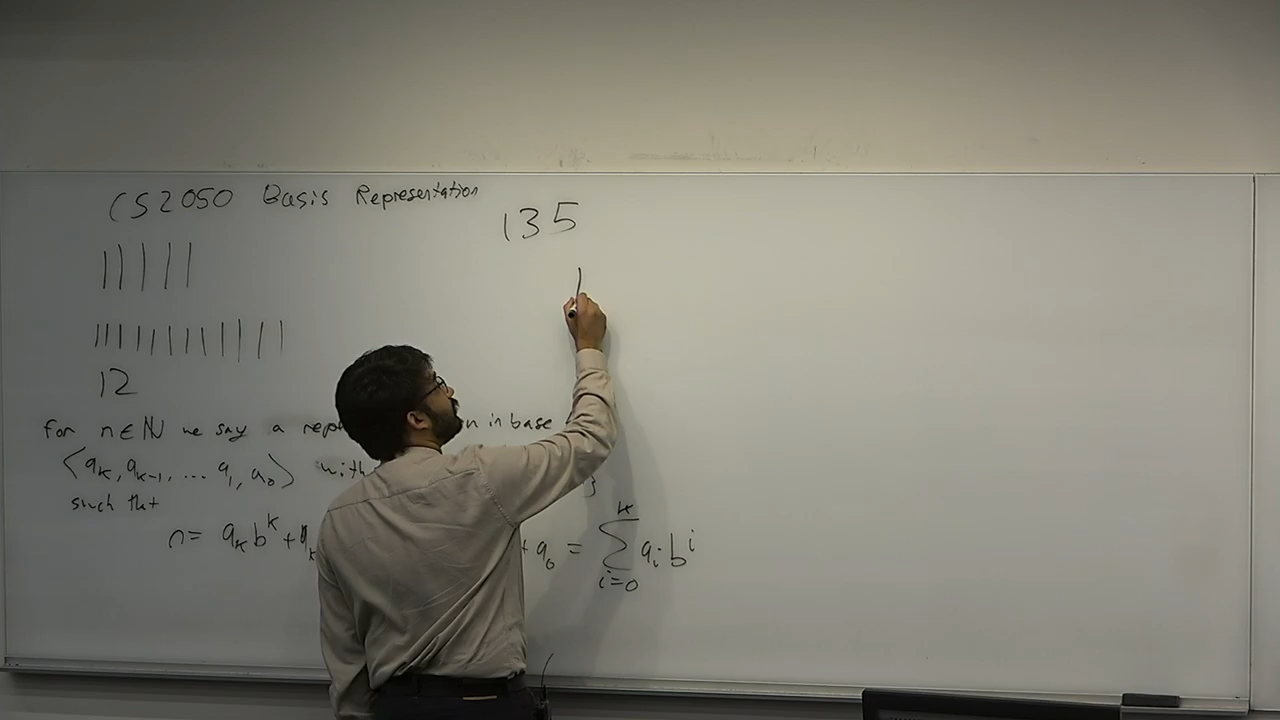 CS2050 Basis Representation
135
||||| 
||||||||||||
12
For n∈ℕ we say a in base
⟨a_k, a_{k-1}, ... a_1, a_0⟩ with
such that
n = a_k b^k + + a_0 = ∑_{i=0}^{k} a_i b^i